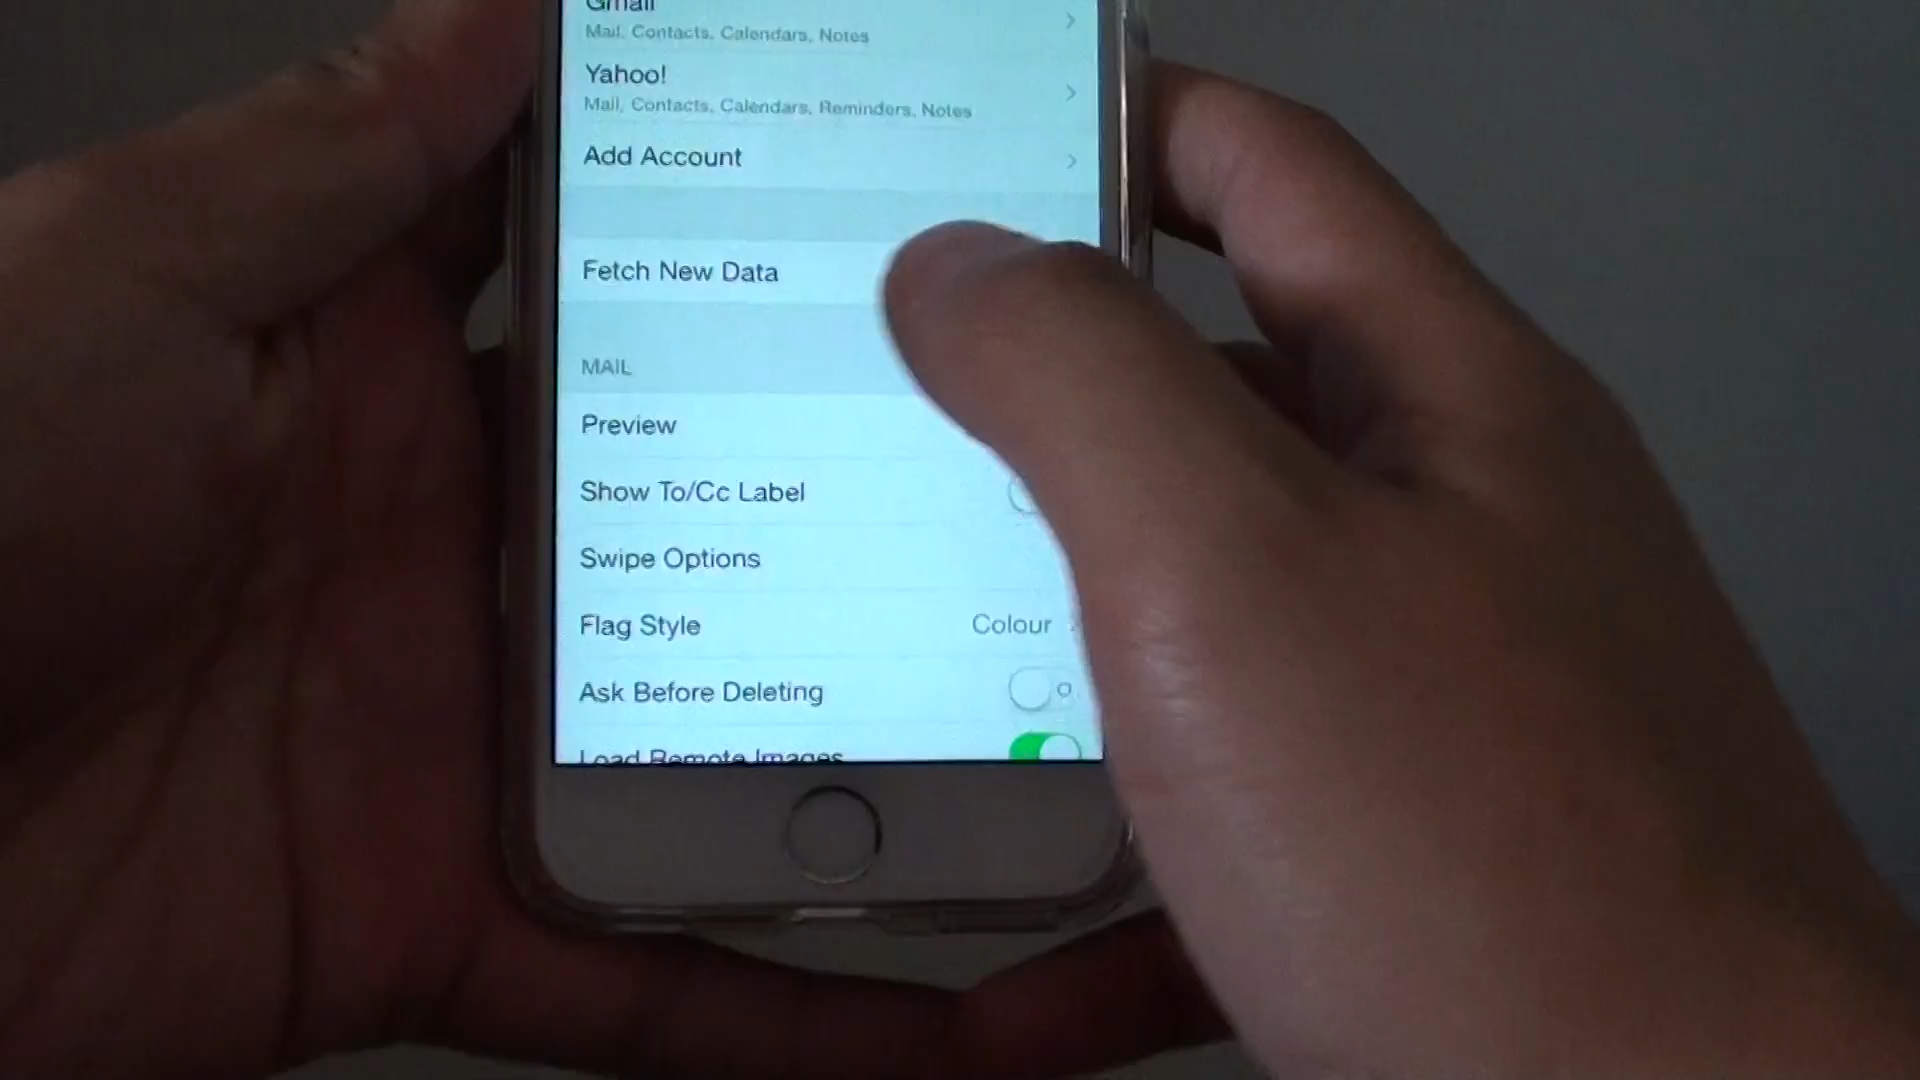 Gmail
Mail, Contacts, Calendars, Notes
Yahoo!
Mail, Contacts, Calendars, Reminders, Notes
Add Account
Fetch New Data
MAIL
Preview
Show To/Cc Label
Swipe Options
Flag Style Colour
Ask Before Deleting
Load Remote Images